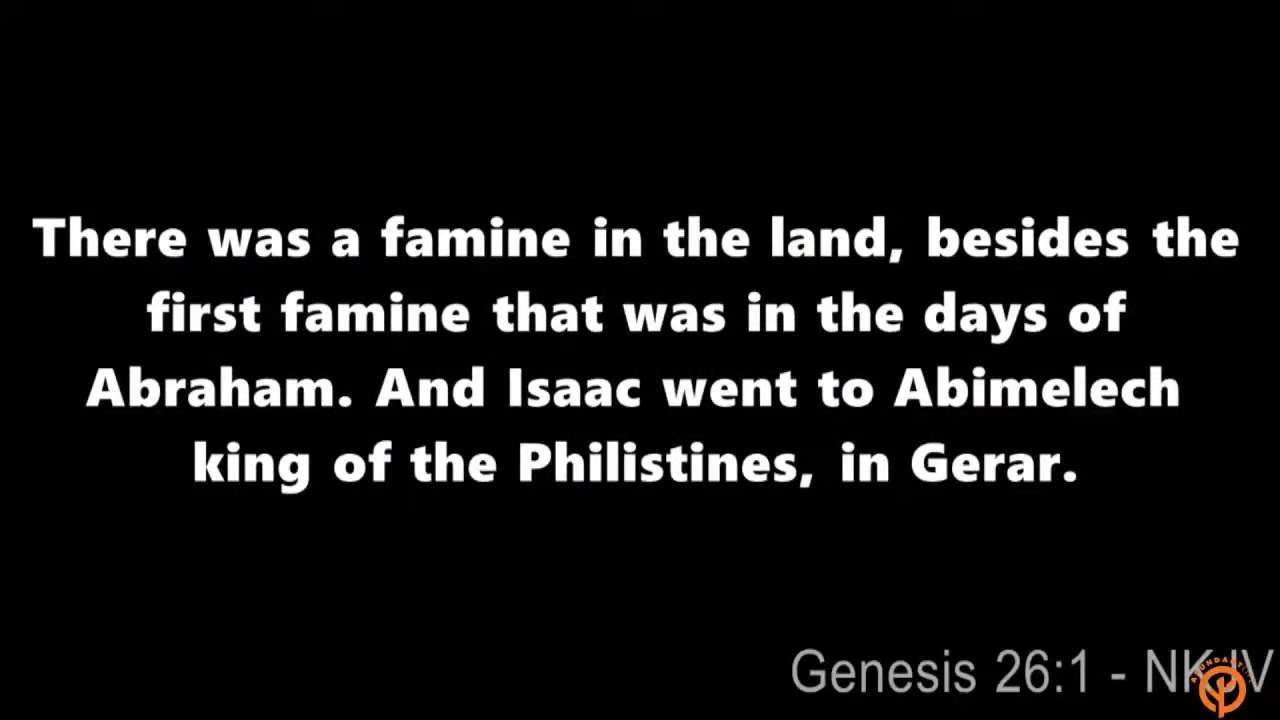 There was a famine in the land, besides the
first famine that was in the days of
Abraham. And Isaac went to Abimelech
king of the Philistines, in Gerar.
Genesis 26:1 - NKJV